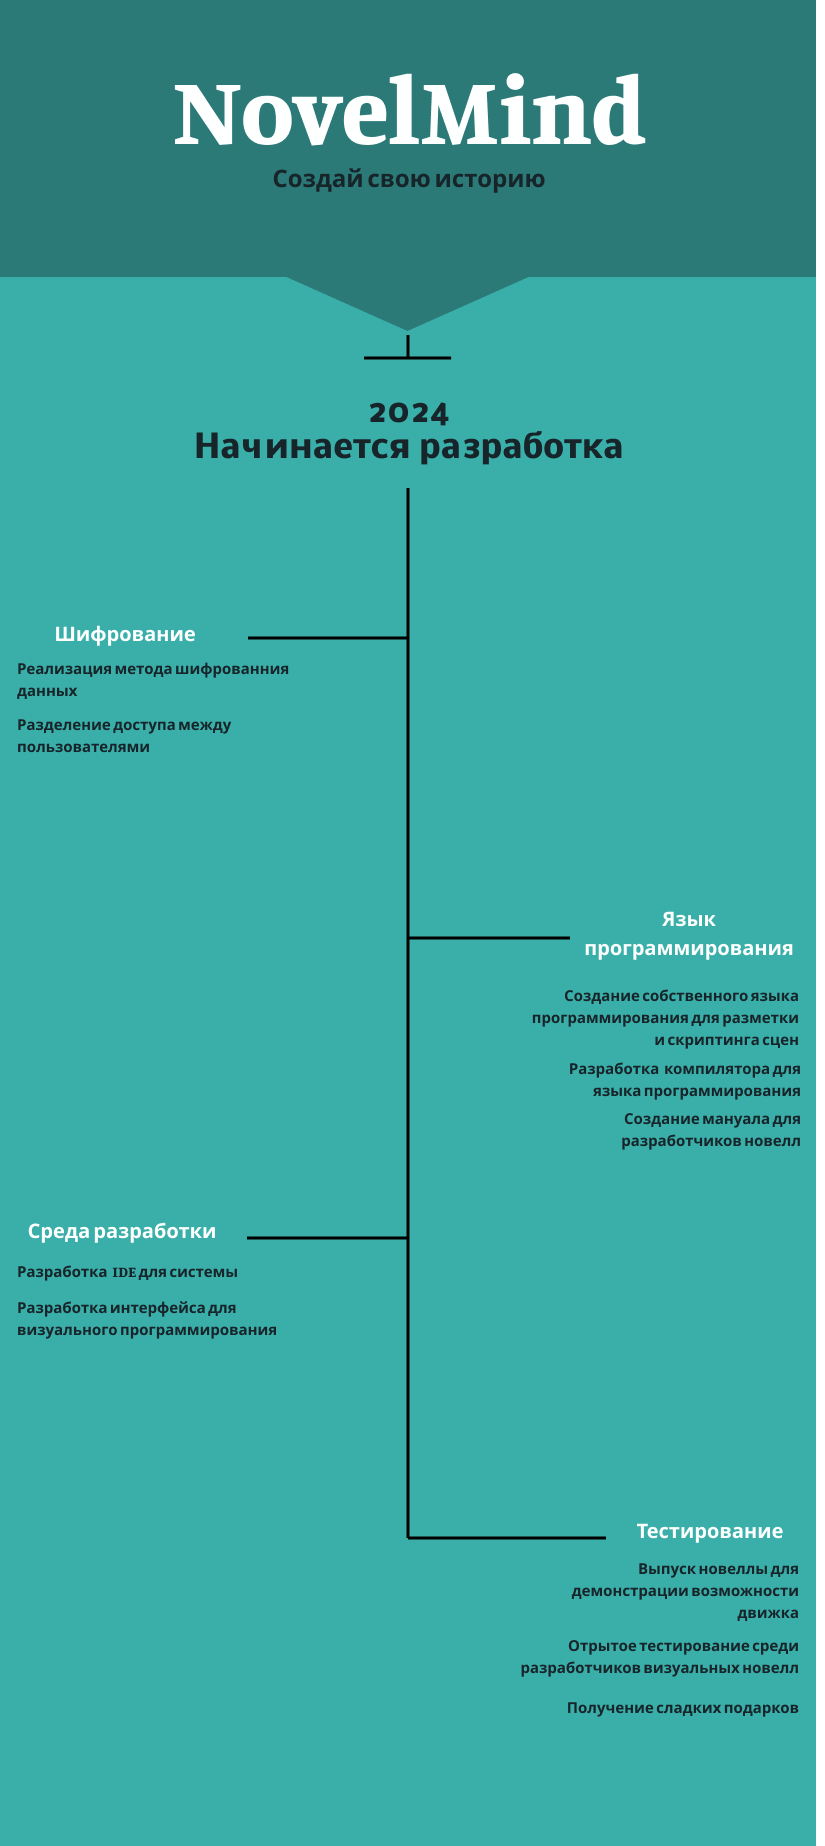 NovelMind
Создай свою историю
2024
Начинается разработка
Шифрование
Реализация метода шифрованния
данных
Разделение доступа между
пользователями
Язык
программирования
Создание собственного языка
программирования для разметки
и скриптинга сцен
Разработка компилятора для
языка программирования
Создание мануала для
разработчиков новелл
Среда разработки
Разработка IDE для системы
Разработка интерфейса для
визуального программирования
Тестирование
Выпуск новеллы для
демонстрации возможности
движка
Отрытое тестирование среди
разработчиков визуальных новелл
Получение сладких подарков